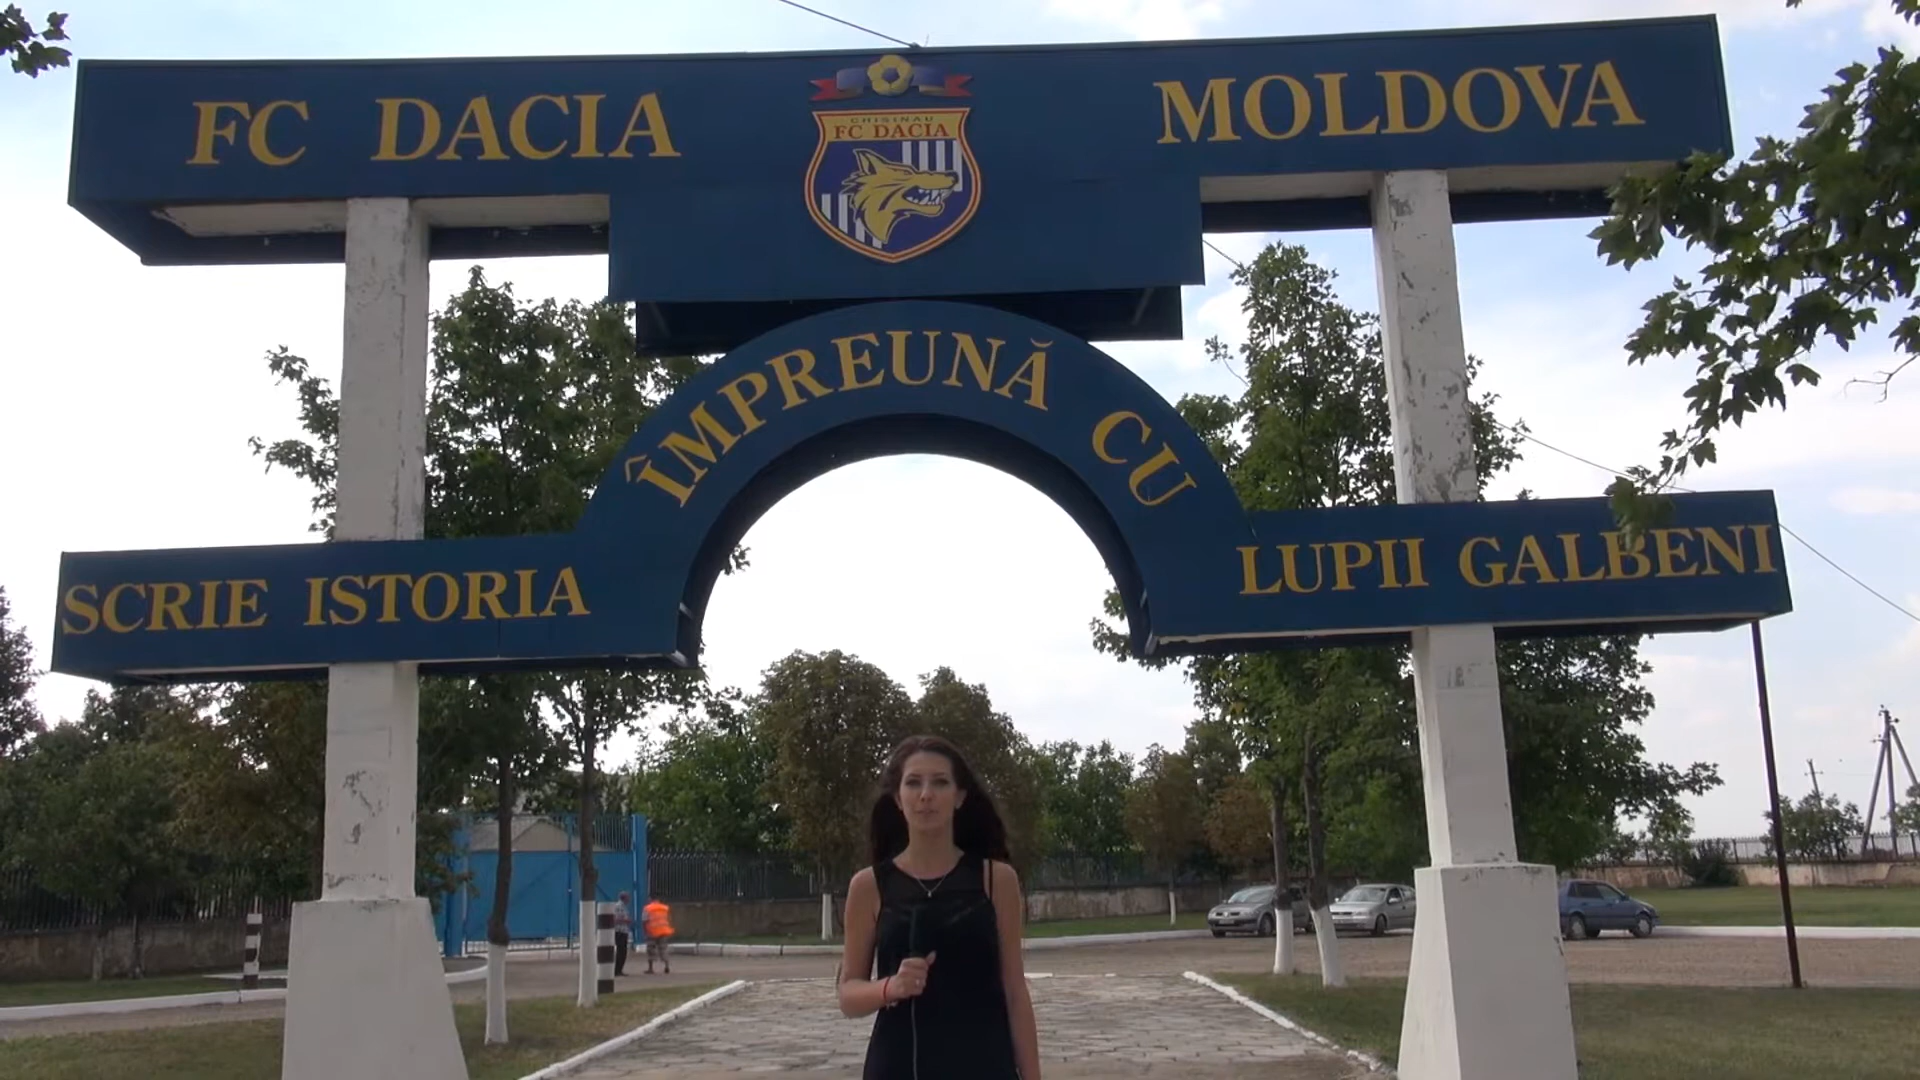 FC DACIA MOLDOVA
CHISINAU
FC DACIA
SCRIE ISTORIA ÎMPREUNĂ CU LUPII GALBENI